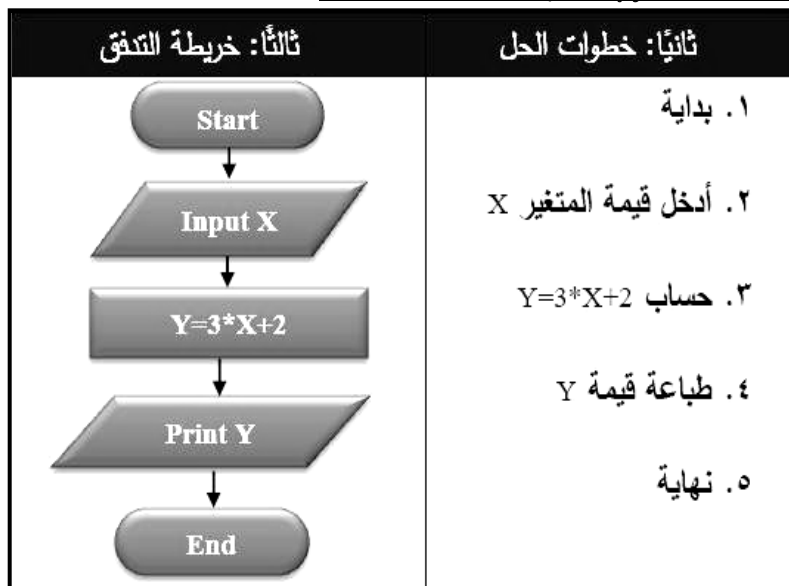 ثانيًا: خطوات الحل
١. بداية
٢. أدخل قيمة المتغير X
٣. حساب Y=3*X+2
٤. طباعة قيمة Y
٥. نهاية
ثالثًا: خريطة التدفق
Start
Input X
Y=3*X+2
Print Y
End